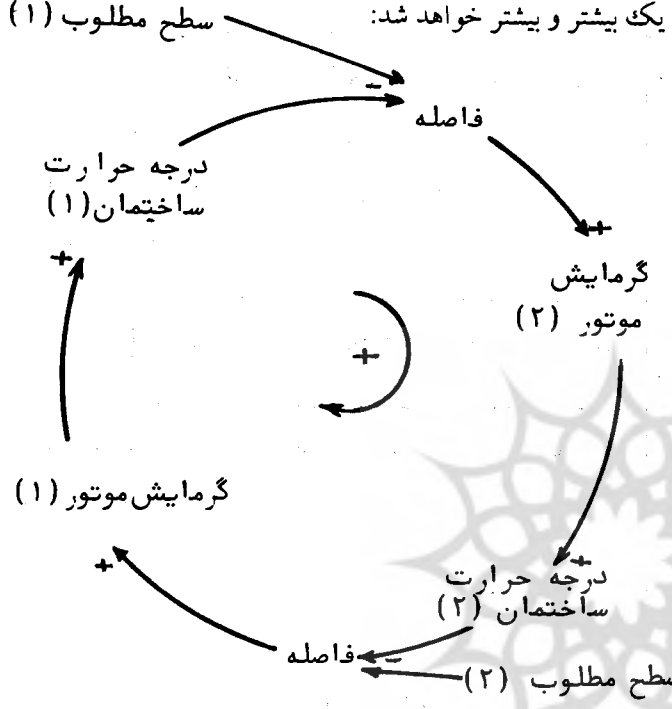 یک بیشتر و بیشتر خواهد شد:
سطح مطلوب (۱)
−
فاصله
درجه حرارت
ساختمان (۱)
+
+
گرمایش
موتور (۲)
+
گرمایش موتور (۱)
+
+
درجه حرارت
ساختمان (۲)
فاصله
−
سطح مطلوب (۲)